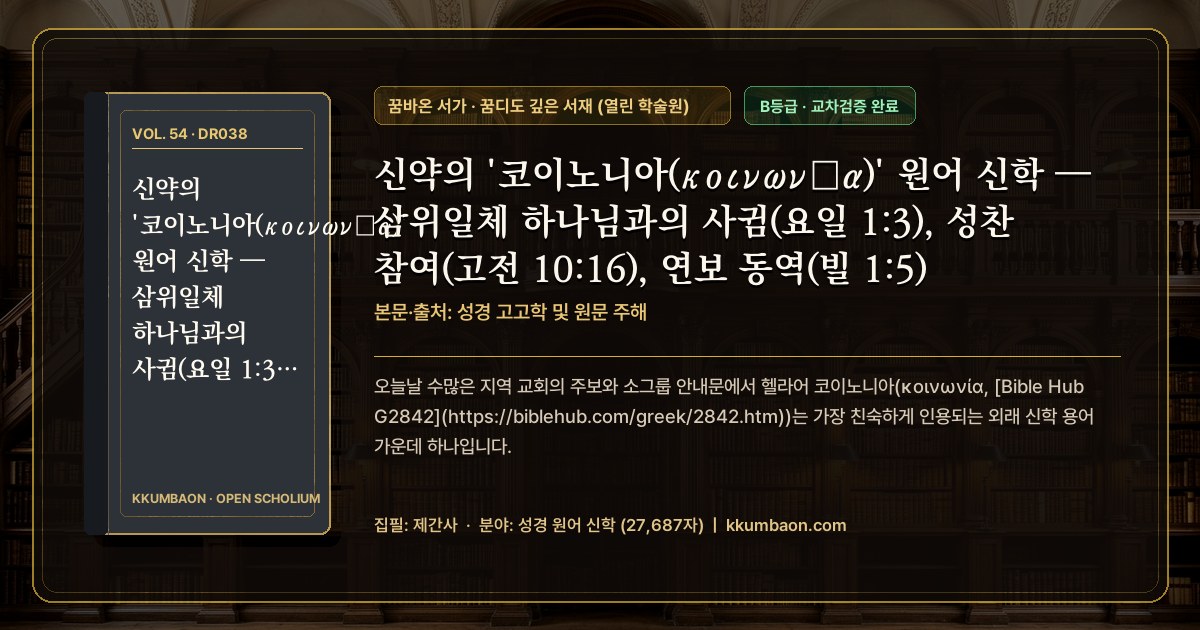 VOL. 54 · DR038
신약의
'코이노니아(κοινων□α)'
원어 신학 —
삼위일체
하나님과의
사귐(요일 1:3…
KKUMBAON · OPEN SCHOLIUM
꿈바온 서가 · 꿈디도 깊은 서재 (열린 학술원)
B등급 · 교차검증 완료
신약의 '코이노니아(κοινων□α)' 원어 신학 —
삼위일체 하나님과의 사귐(요일 1:3), 성찬
참여(고전 10:16), 연보 동역(빌 1:5)
본문·출처: 성경 고고학 및 원문 주해
오늘날 수많은 지역 교회의 주보와 소그룹 안내문에서 헬라어 코이노니아(κοινωνία, [Bible Hub
G2842](https://biblehub.com/greek/2842.htm))는 가장 친숙하게 인용되는 외래 신학 용어
가운데 하나입니다.
집필: 제간사 · 분야: 성경 원어 신학 (27,687자) | kkumbaon.com